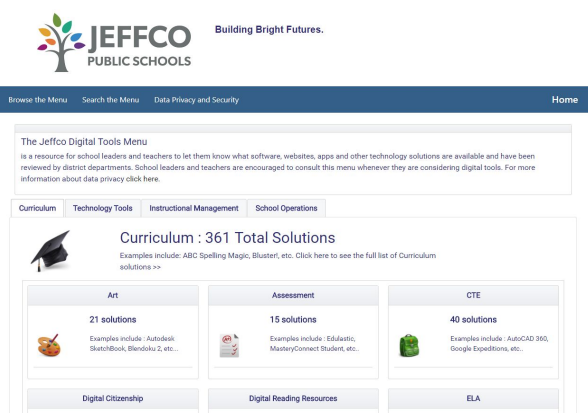 JEFFCO
PUBLIC SCHOOLS
Building Bright Futures.
Browse the Menu Search the Menu Data Privacy and Security Home
The Jeffco Digital Tools Menu
is a resource for school leaders and teachers to let them know what software, websites, apps and other technology solutions are available and have been
reviewed by district departments. School leaders and teachers are encouraged to consult this menu whenever they are considering digital tools. For more
information about data privacy click here.
Curriculum Technology Tools Instructional Management School Operations
Curriculum : 361 Total Solutions
Examples include: ABC Spelling Magic, Bluster!, etc. Click here to see the full list of Curriculum
solutions >>
Art
21 solutions
Examples include : Autodesk
SketchBook, Blendoku 2, etc...
Assessment
15 solutions
Examples include : Edulastic,
MasteryConnect Student, etc..
CTE
40 solutions
Examples include : AutoCAD 360,
Google Expeditions, etc..
Digital Citizenship
Digital Reading Resources
ELA